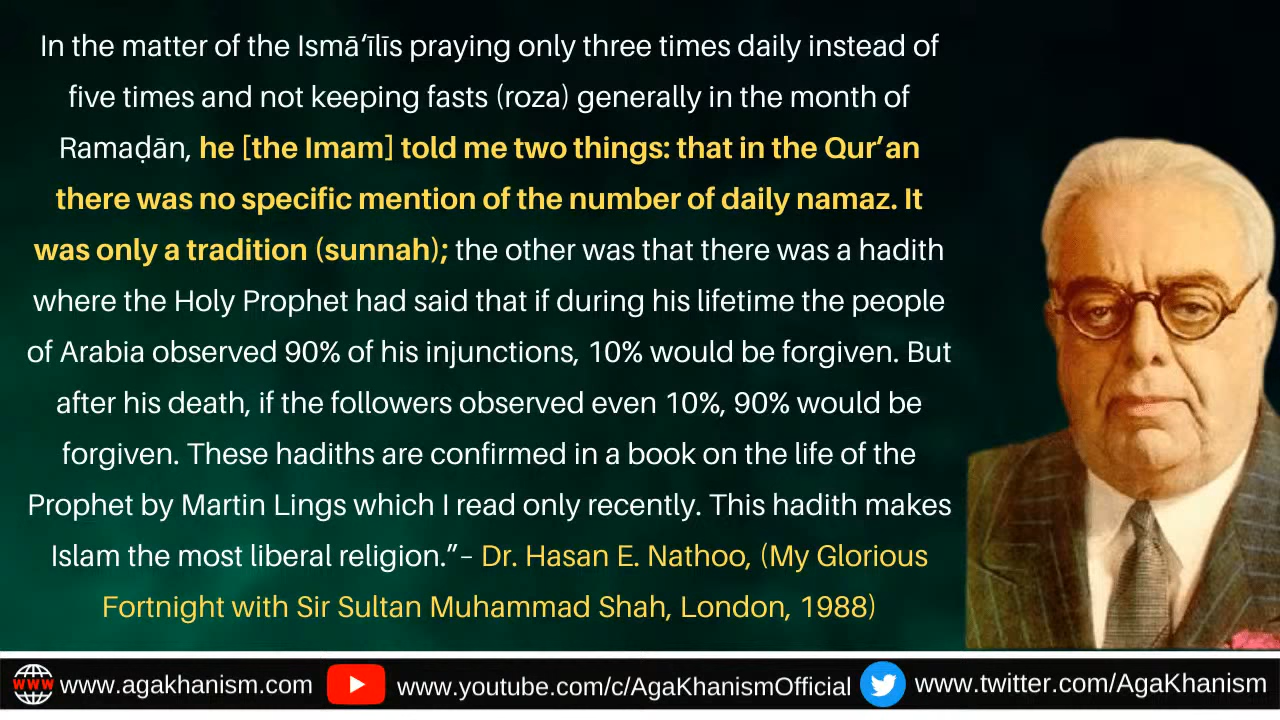 In the matter of the Ismā‘īlīs praying only three times daily instead of
five times and not keeping fasts (roza) generally in the month of
Ramaḍān, he [the Imam] told me two things: that in the Qur’an
there was no specific mention of the number of daily namaz. It
was only a tradition (sunnah); the other was that there was a hadith
where the Holy Prophet had said that if during his lifetime the people
of Arabia observed 90% of his injunctions, 10% would be forgiven. But
after his death, if the followers observed even 10%, 90% would be
forgiven. These hadiths are confirmed in a book on the life of the
Prophet by Martin Lings which I read only recently. This hadith makes
Islam the most liberal religion.”– Dr. Hasan E. Nathoo, (My Glorious
Fortnight with Sir Sultan Muhammad Shah, London, 1988)
WWW www.agakhanism.com www.youtube.com/c/AgaKhanismOfficial www.twitter.com/AgaKhanism